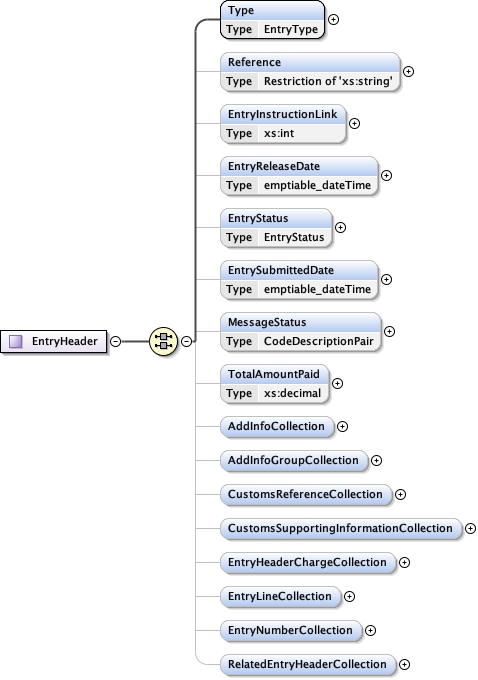 Type
Type EntryType
Reference
Type Restriction of 'xs:string'
EntryInstructionLink
Type xs:int
EntryReleaseDate
Type emptiable_dateTime
EntryStatus
Type EntryStatus
EntrySubmittedDate
Type emptiable_dateTime
MessageStatus
Type CodeDescriptionPair
EntryHeader
TotalAmountPaid
Type xs:decimal
AddInfoCollection
AddInfoGroupCollection
CustomsReferenceCollection
CustomsSupportingInformationCollection
EntryHeaderChargeCollection
EntryLineCollection
EntryNumberCollection
RelatedEntryHeaderCollection